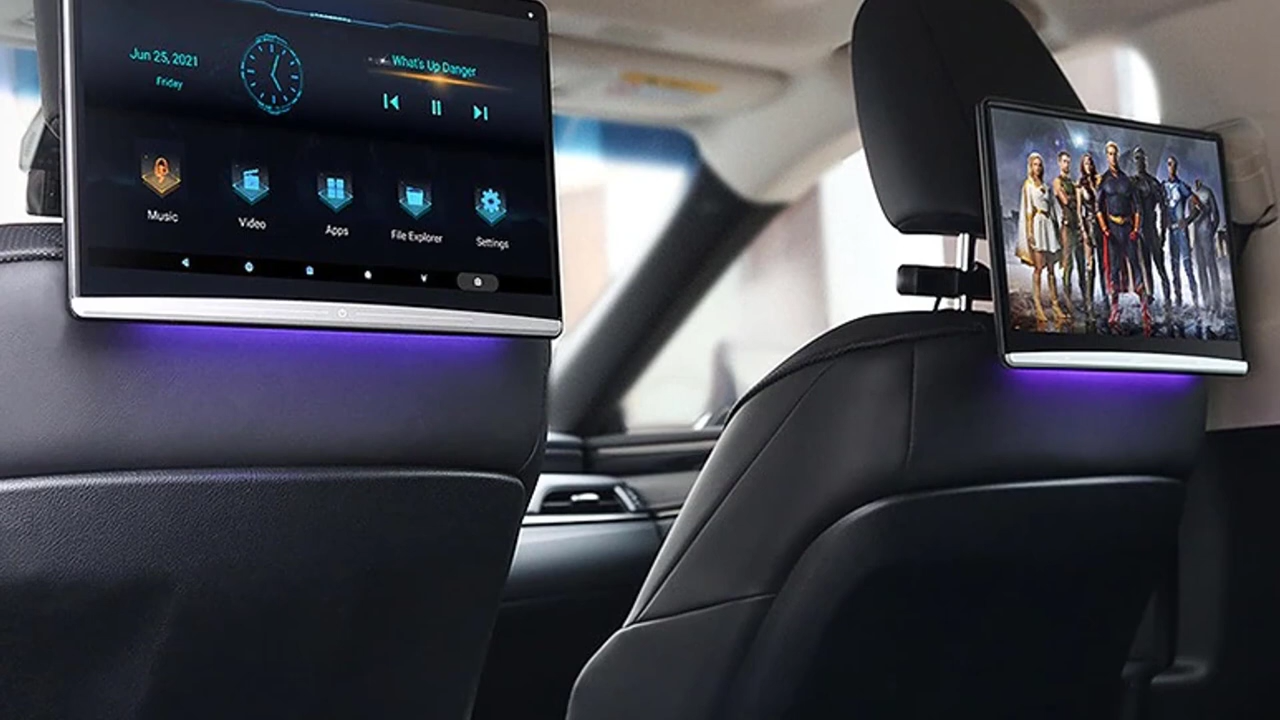 Jun 25, 2021
Friday
What's Up Danger
Music
Video
Apps
File Explorer
Settings